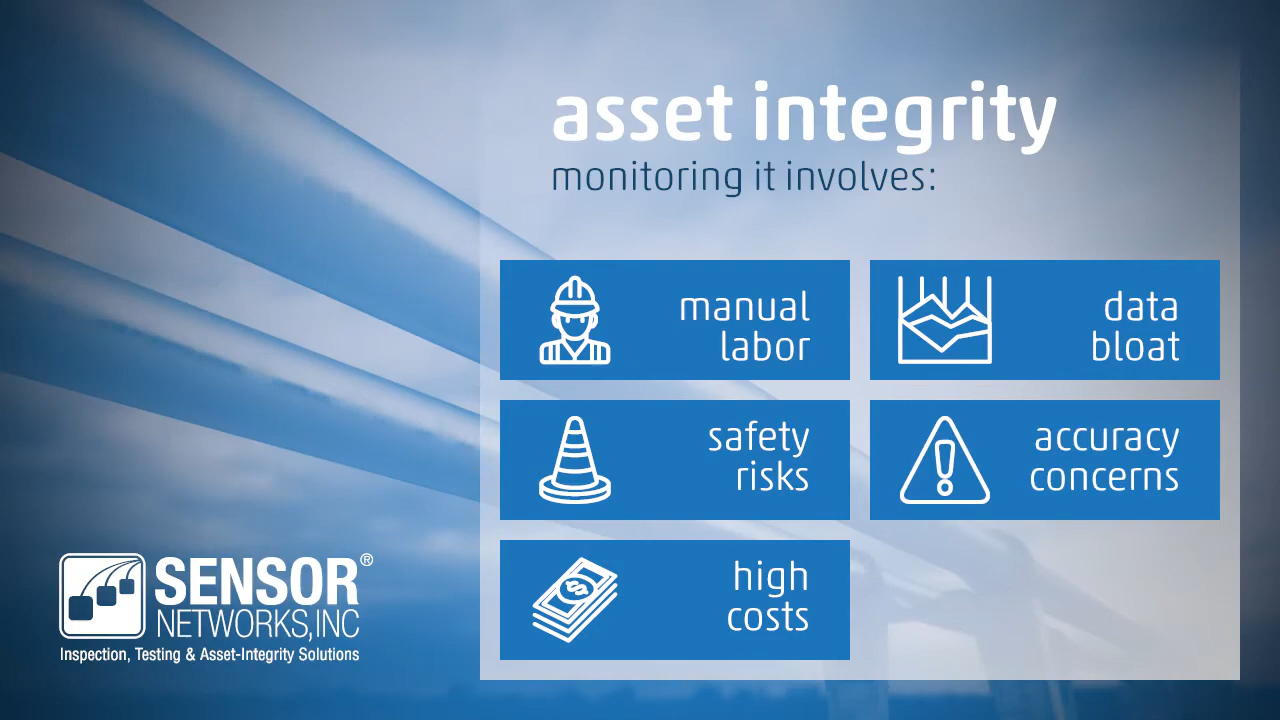 asset integrity
monitoring it involves:
manual
labor
data
bloat
safety
risks
accuracy
concerns
high
costs
SENSOR®
NETWORKS,INC
Inspection, Testing & Asset-Integrity Solutions